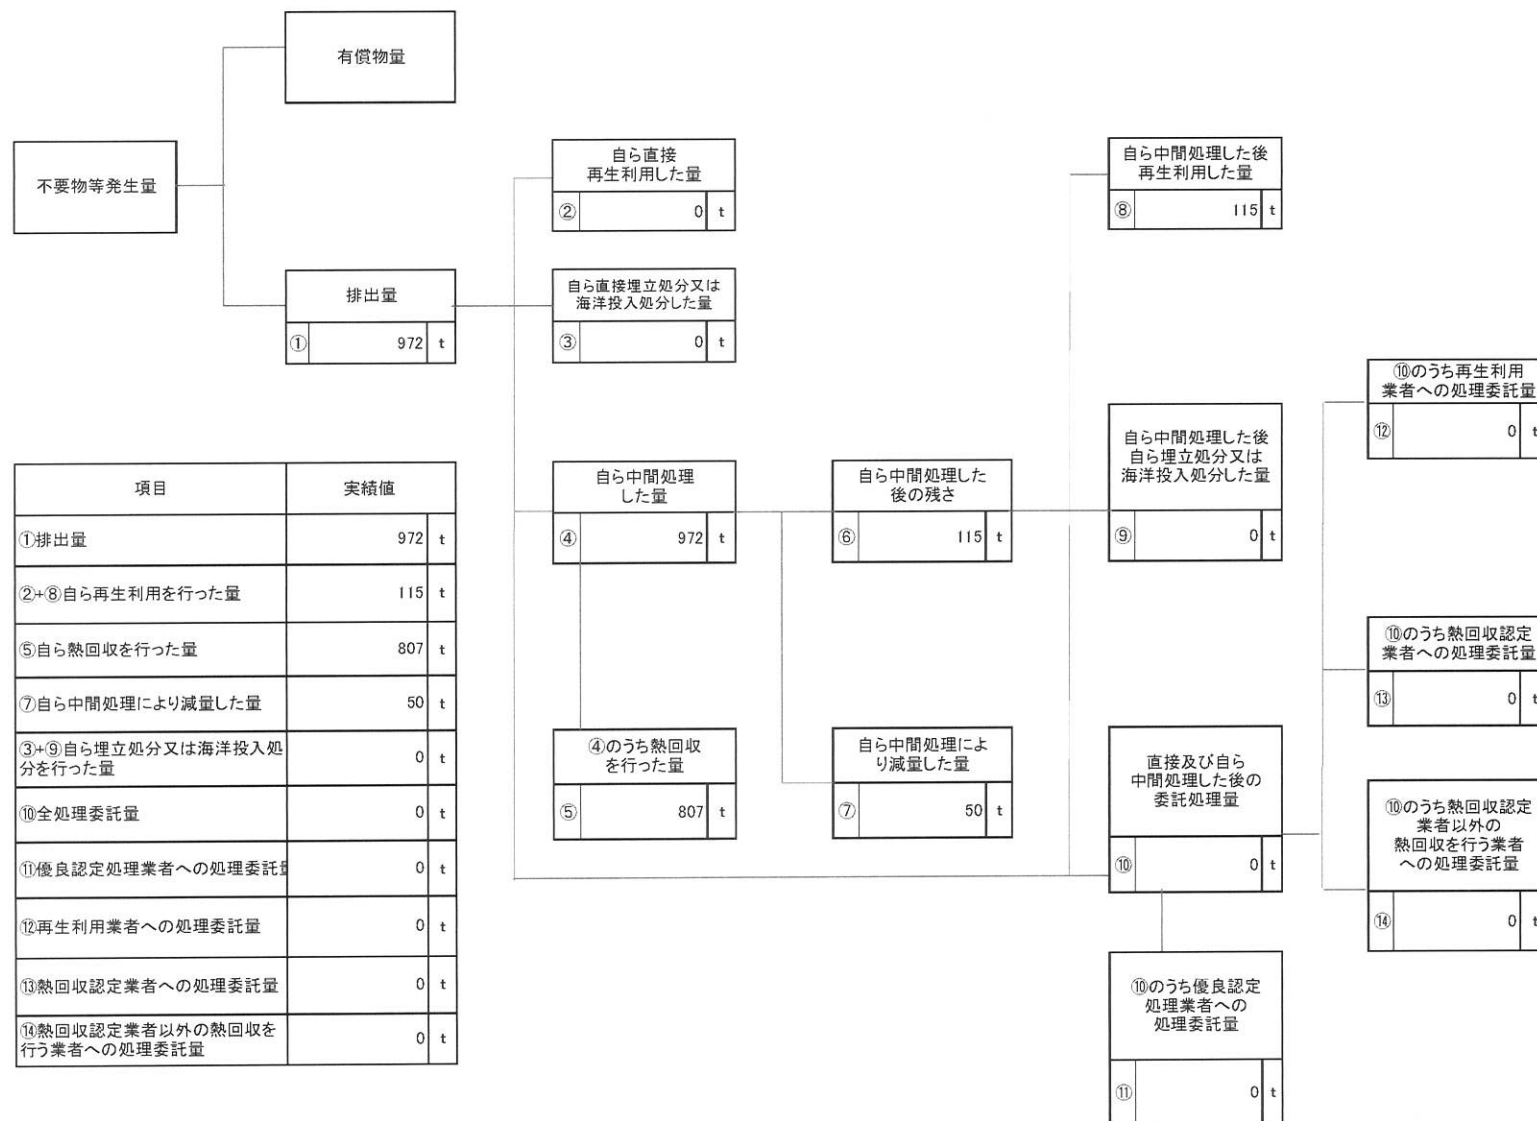 有償物量
不要物等発生量
排出量
① 972 t
自ら直接
再生利用した量
② 0 t
自ら直接埋立処分又は
海洋投入処分した量
③ 0 t
自ら中間処理
した量
④ 972 t
④のうち熱回収
を行った量
⑤ 807 t
自ら中間処理した
後の残さ
⑥ 115 t
自ら中間処理によ
り減量した量
⑦ 50 t
自ら中間処理した後
再生利用した量
⑧ 115 t
自ら中間処理した後
自ら埋立処分又は
海洋投入処分した量
⑨ 0 t
直接及び自ら
中間処理した後の
委託処理量
⑩ 0 t
⑩のうち優良認定
処理業者への
処理委託量
⑪ 0 t
⑩のうち再生利用
業者への処理委託量
⑫ 0 t
⑩のうち熱回収認定
業者への処理委託量
⑬ 0 t
⑩のうち熱回収認定
業者以外の
熱回収を行う業者
への処理委託量
⑭ 0 t
項目 実績値
①排出量 972 t
②+⑧自ら再生利用を行った量 115 t
⑤自ら熱回収を行った量 807 t
⑦自ら中間処理により減量した量 50 t
③+⑨自ら埋立処分又は海洋投入処
分を行った量 0 t
⑩全処理委託量 0 t
⑪優良認定処理業者への処理委託量 0 t
⑫再生利用業者への処理委託量 0 t
⑬熱回収認定業者への処理委託量 0 t
⑭熱回収認定業者以外の熱回収を
行う業者への処理委託量 0 t